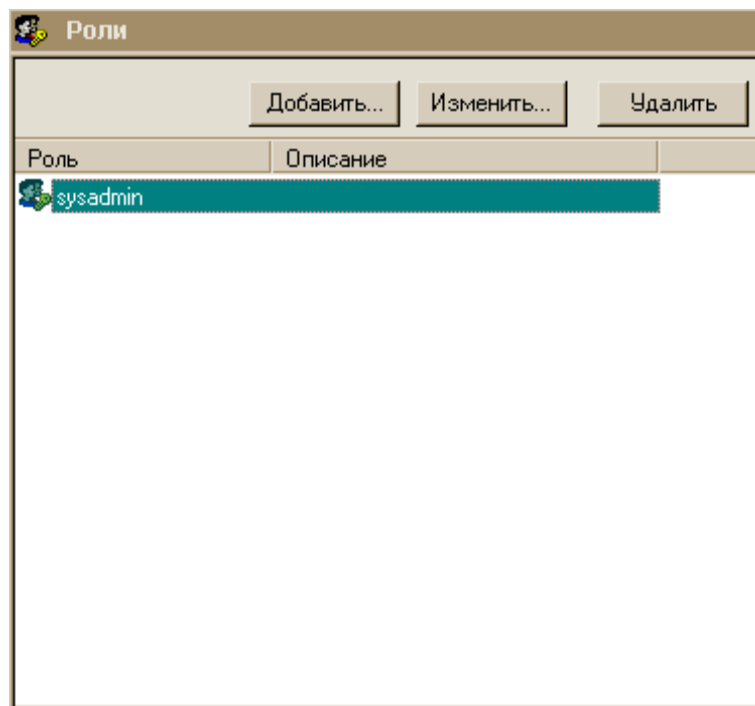 Роли
Добавить... Изменить... Удалить
Роль Описание
sysadmin